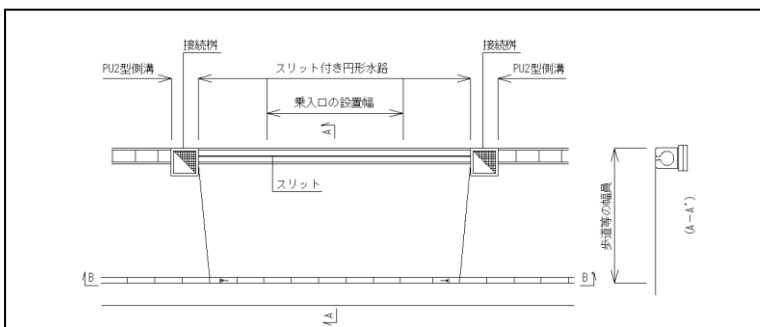 接続桝
接続桝
PU2型側溝
スリット付き円形水路
PU2型側溝
乗入口の設置幅
A
スリット
歩道等の幅員
(A-A')
B
B'
A